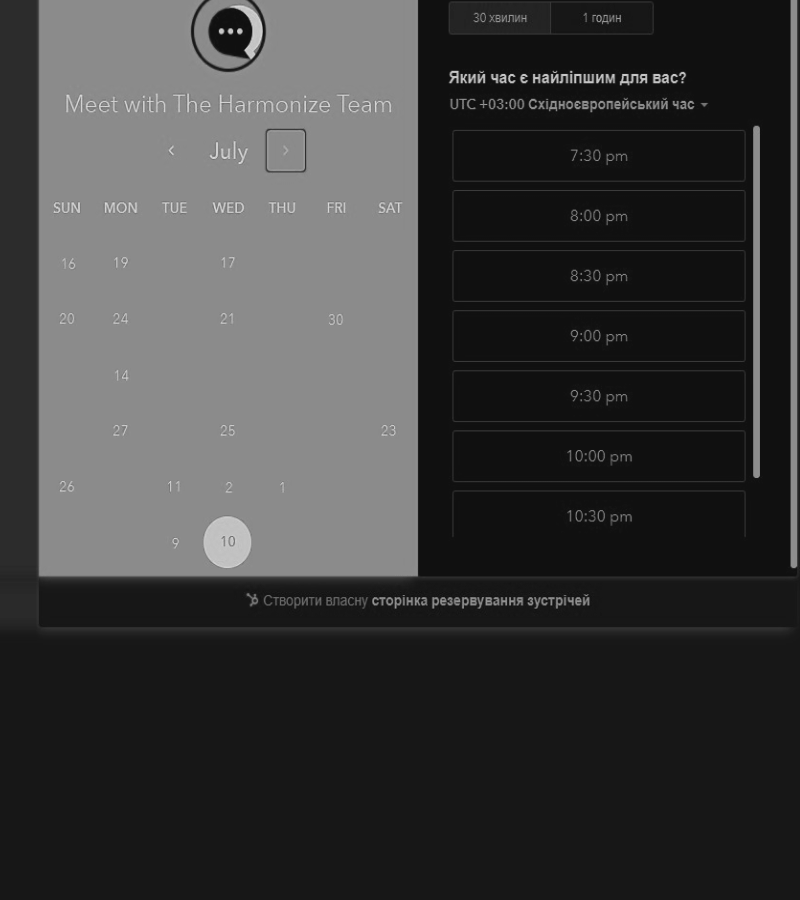 Meet with The Harmonize Team
July
SUN MON TUE WED THU FRI SAT
16 19 17
20 24 21 30
14
27 25 23
26 11 2 1
9 10
30 хвилин 1 годин
Який час є найліпшим для вас?
UTC +03:00 Східноєвропейський час
7:30 pm
8:00 pm
8:30 pm
9:00 pm
9:30 pm
10:00 pm
10:30 pm
Створити власну сторінка резервування зустрічей